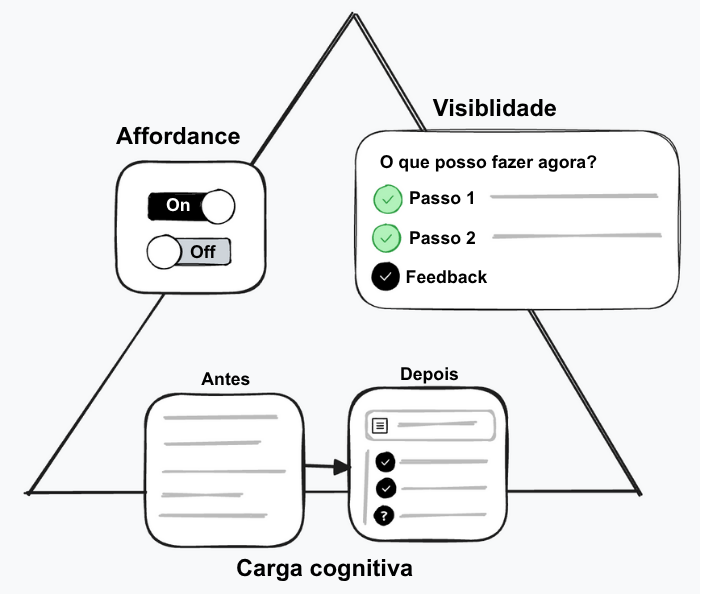 Visiblidade
Affordance
O que posso fazer agora?
On
Passo 1
Off
Passo 2
Feedback
Antes
Depois
?
Carga cognitiva